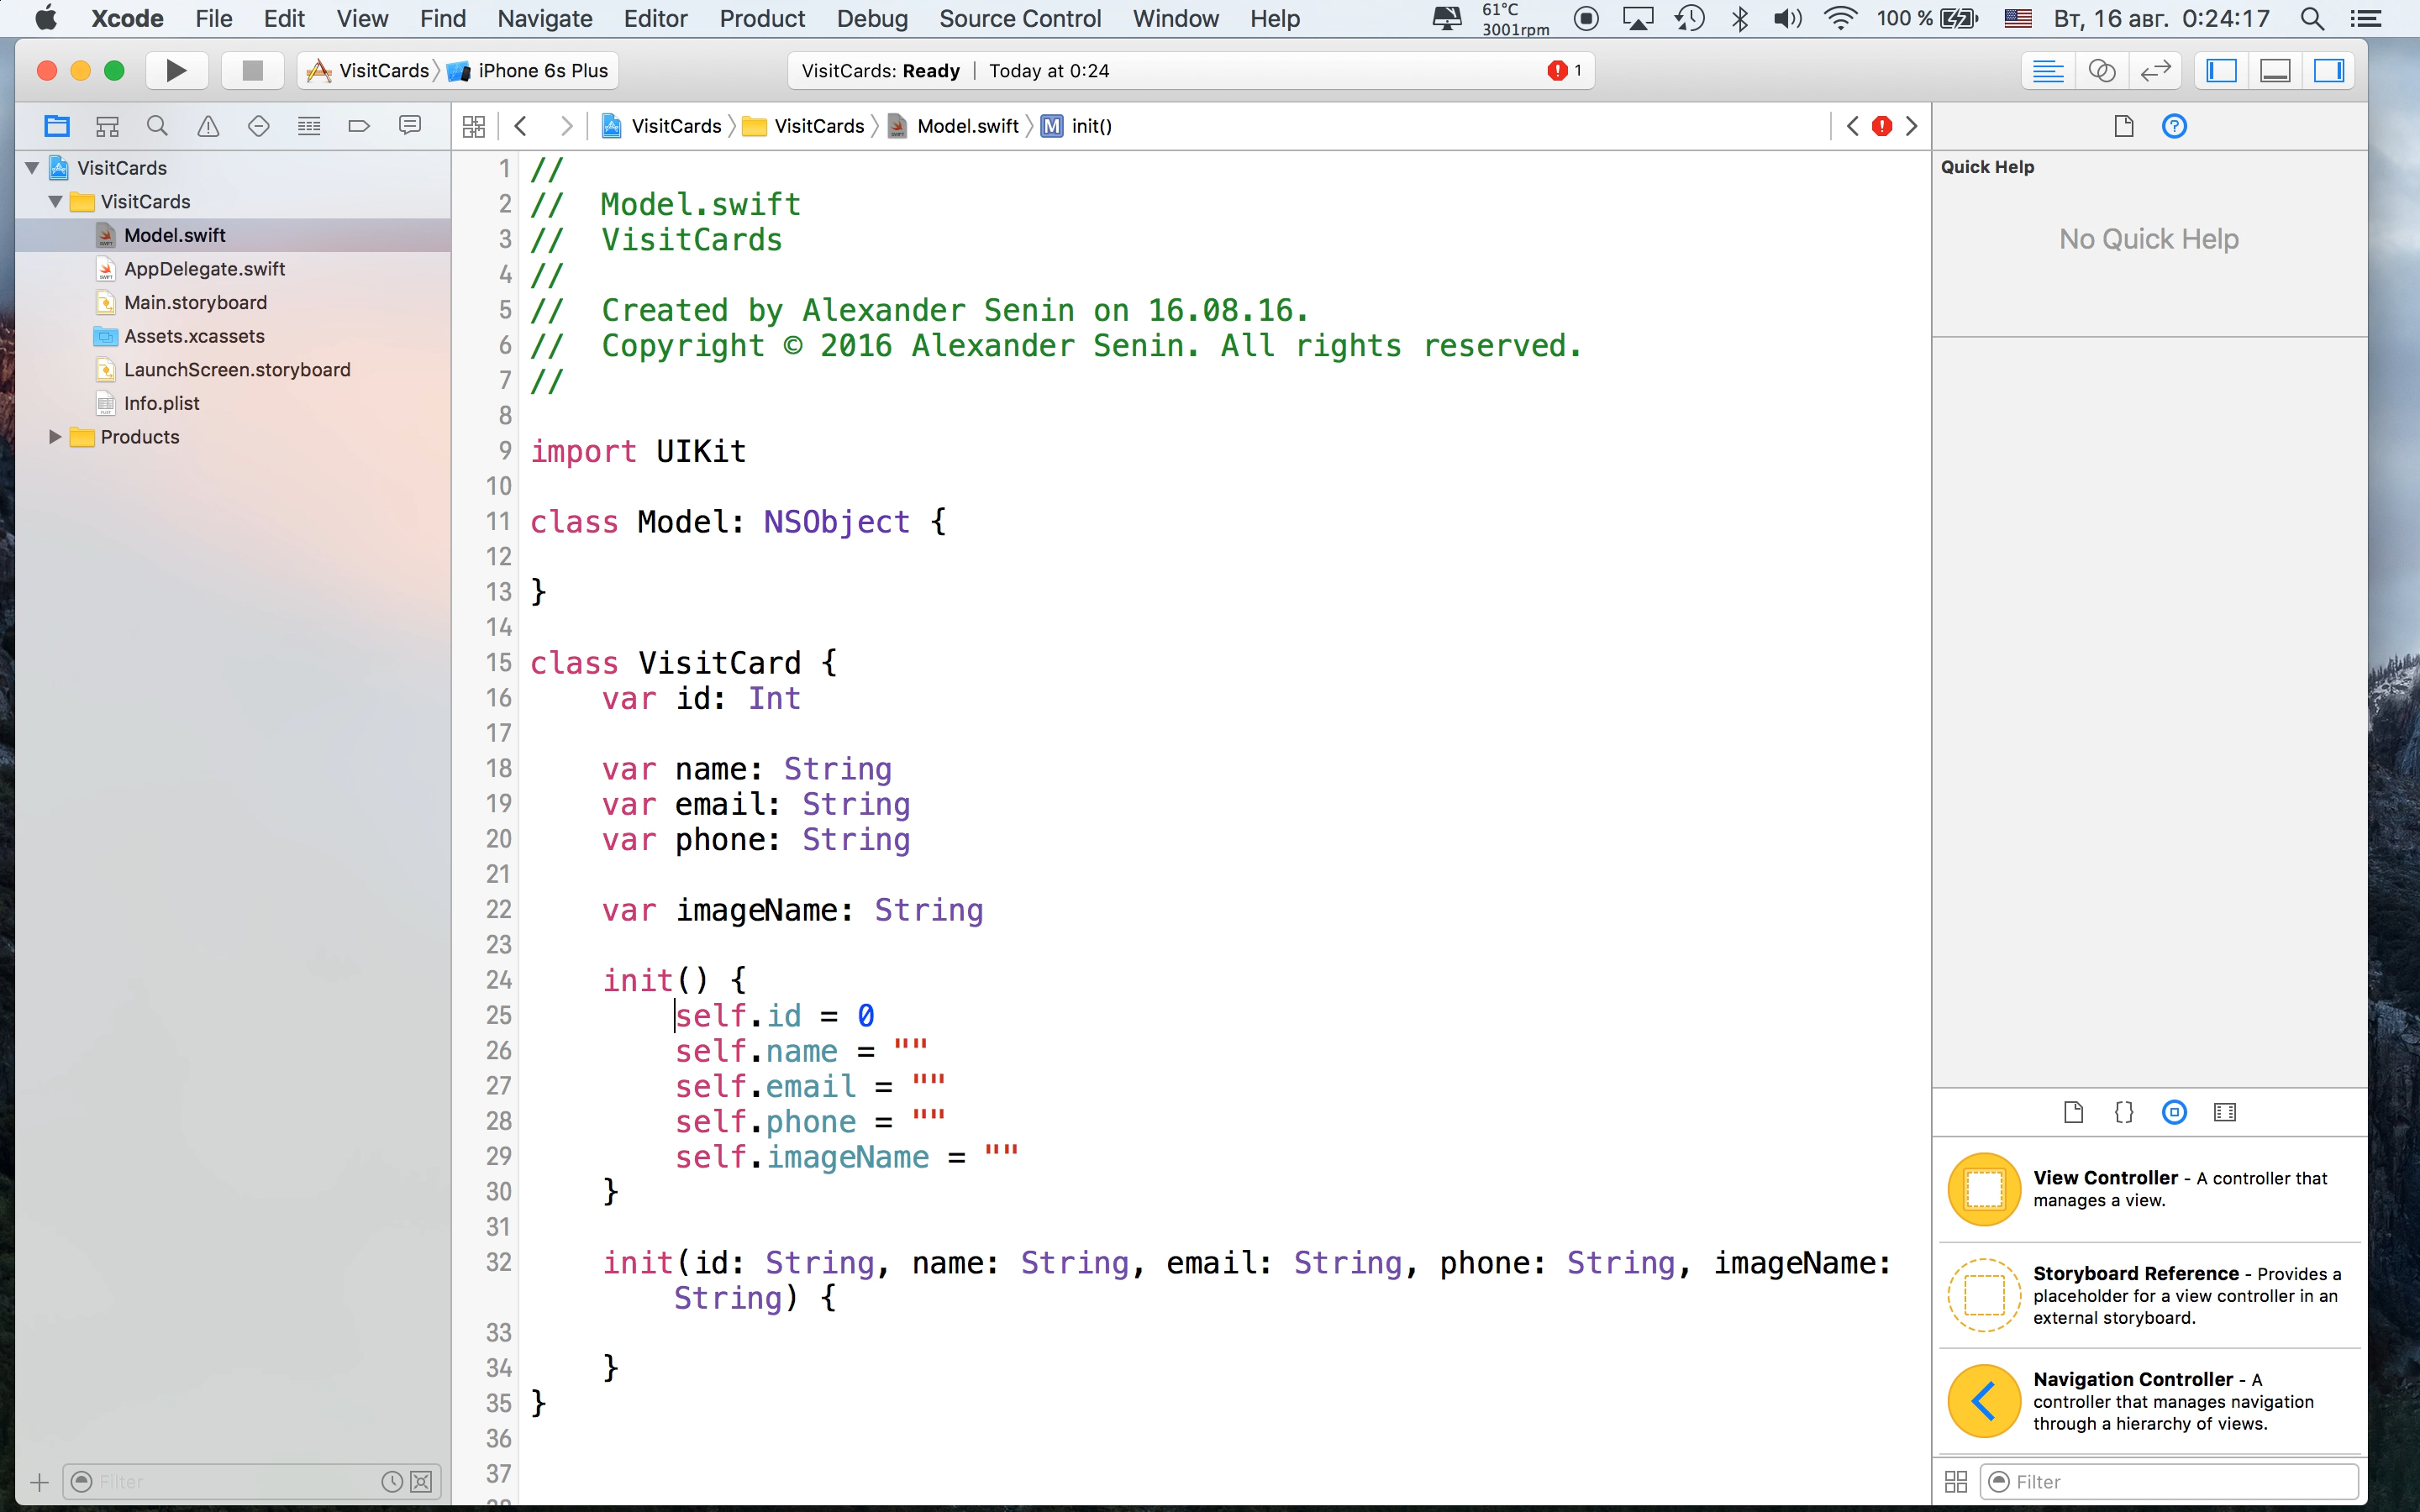 Xcode File Edit View Find Navigate Editor Product Debug Source Control Window Help 61°C 3001rpm 100 % Вт, 16 авг. 0:24:17
VisitCards iPhone 6s Plus VisitCards: Ready | Today at 0:24 1
VisitCards VisitCards Model.swift M init()
VisitCards
VisitCards
Model.swift
AppDelegate.swift
Main.storyboard
Assets.xcassets
LaunchScreen.storyboard
Info.plist
Products
Filter
1 //
2 //  Model.swift
3 //  VisitCards
4 //
5 //  Created by Alexander Senin on 16.08.16.
6 //  Copyright © 2016 Alexander Senin. All rights reserved.
7 //
8
9 import UIKit
10
11 class Model: NSObject {
12
13 }
14
15 class VisitCard {
16     var id: Int
17
18     var name: String
19     var email: String
20     var phone: String
21
22     var imageName: String
23
24     init() {
25         self.id = 0
26         self.name = ""
27         self.email = ""
28         self.phone = ""
29         self.imageName = ""
30     }
31
32     init(id: String, name: String, email: String, phone: String, imageName:
String) {
33
34     }
35 }
36
37
Quick Help
No Quick Help
View Controller - A controller that
manages a view.
Storyboard Reference - Provides a
placeholder for a view controller in an
external storyboard.
Navigation Controller - A
controller that manages navigation
through a hierarchy of views.
Filter